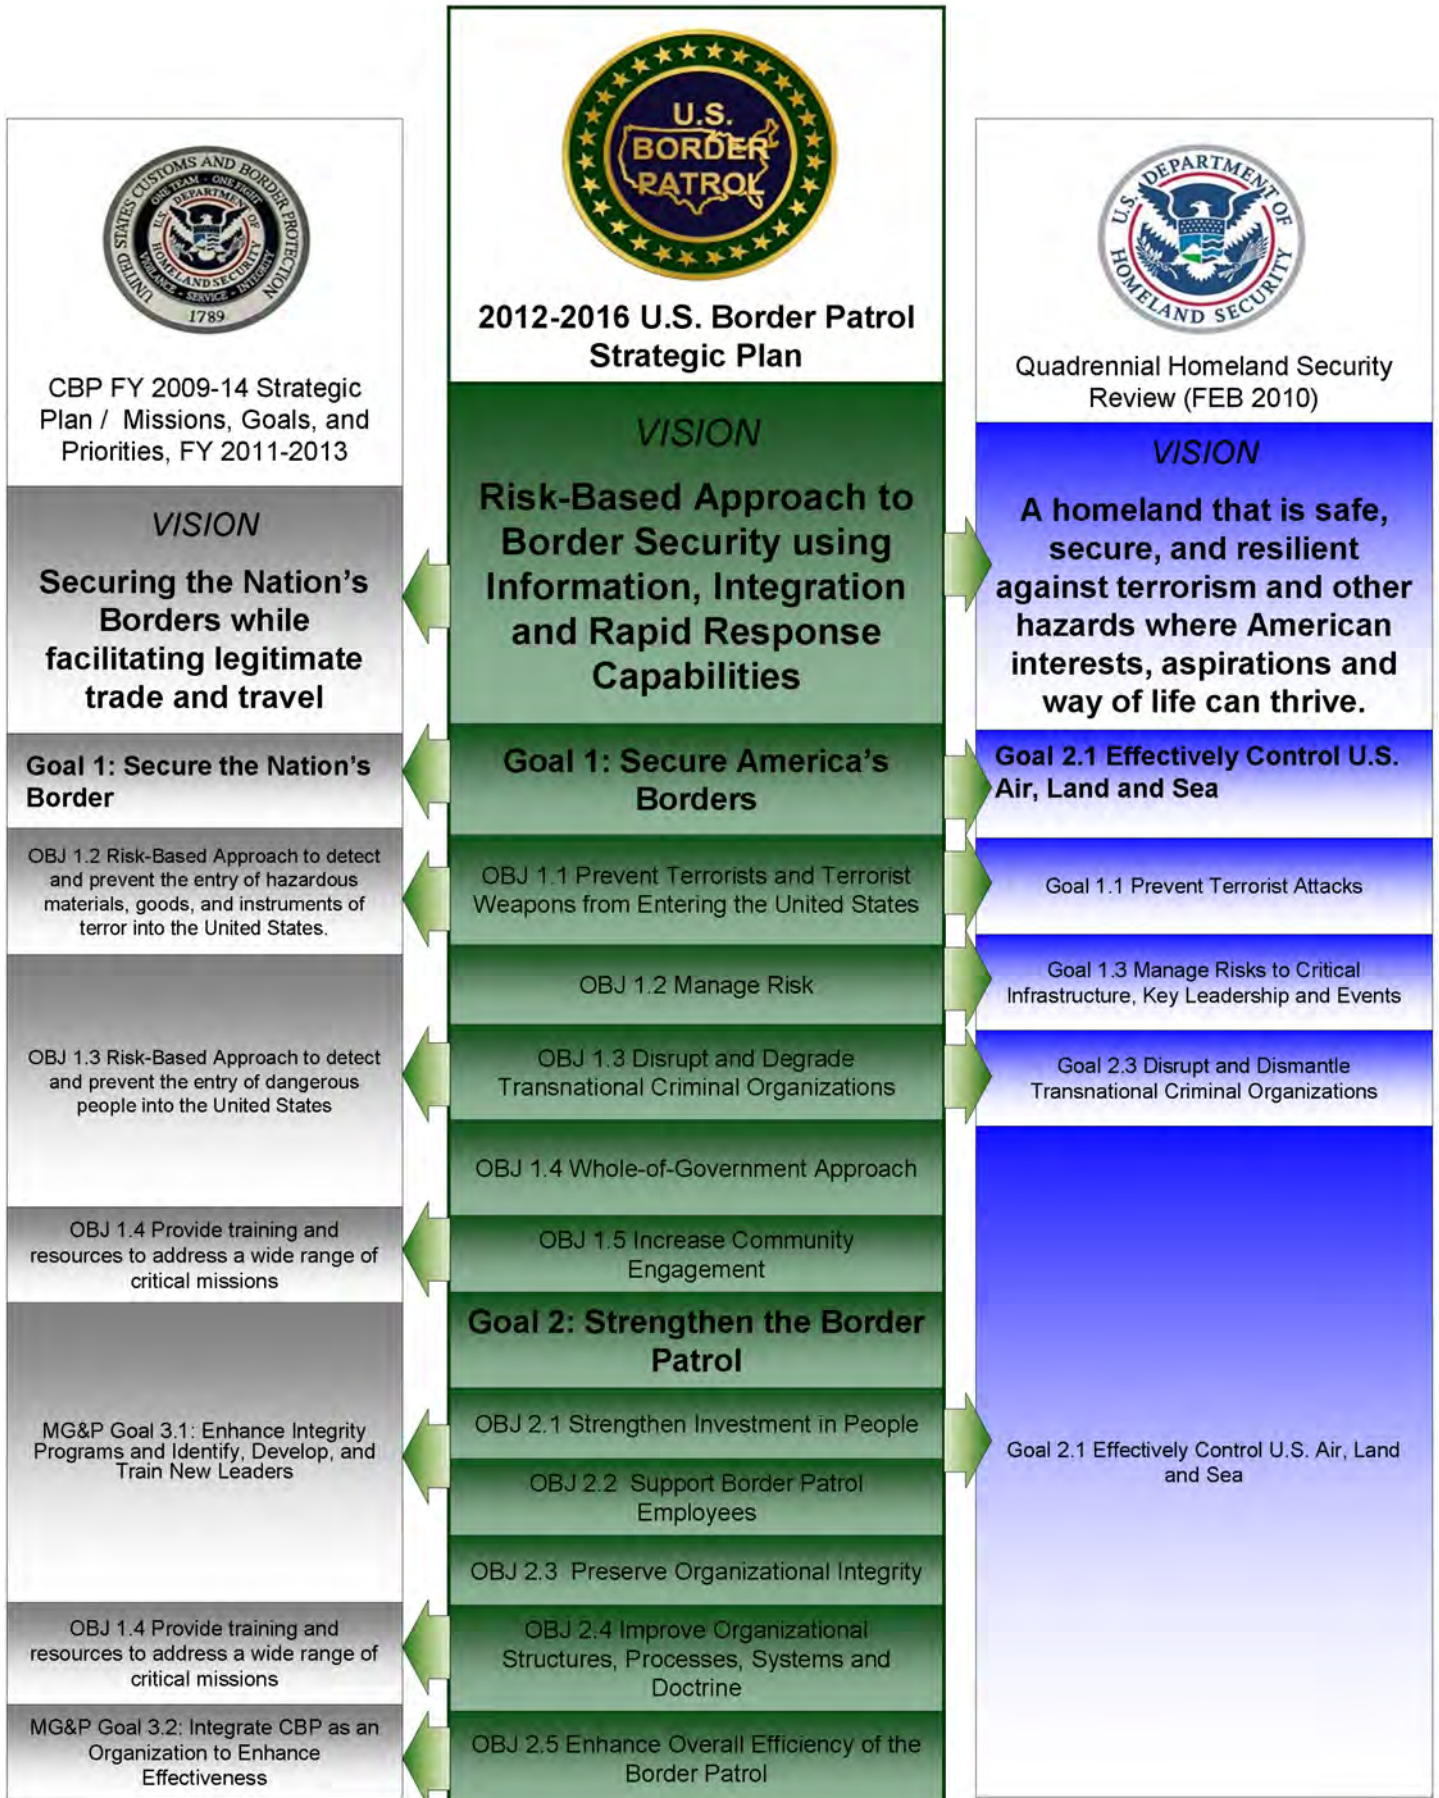 UNITED STATES CUSTOMS AND BORDER PROTECTION
ONE TEAM - ONE FIGHT
U.S. DEPARTMENT OF
HOMELAND SECURITY
VIGILANCE - SERVICE - INTEGRITY
1789
CBP FY 2009-14 Strategic
Plan / Missions, Goals, and
Priorities, FY 2011-2013
VISION
Securing the Nation’s
Borders while
facilitating legitimate
trade and travel
Goal 1: Secure the Nation’s
Border
OBJ 1.2 Risk-Based Approach to detect
and prevent the entry of hazardous
materials, goods, and instruments of
terror into the United States.
OBJ 1.3 Risk-Based Approach to detect
and prevent the entry of dangerous
people into the United States
OBJ 1.4 Provide training and
resources to address a wide range of
critical missions
MG&P Goal 3.1: Enhance Integrity
Programs and Identify, Develop, and
Train New Leaders
OBJ 1.4 Provide training and
resources to address a wide range of
critical missions
MG&P Goal 3.2: Integrate CBP as an
Organization to Enhance
Effectiveness
U.S.
BORDER
PATROL
2012-2016 U.S. Border Patrol
Strategic Plan
VISION
Risk-Based Approach to
Border Security using
Information, Integration
and Rapid Response
Capabilities
Goal 1: Secure America’s
Borders
OBJ 1.1 Prevent Terrorists and Terrorist
Weapons from Entering the United States
OBJ 1.2 Manage Risk
OBJ 1.3 Disrupt and Degrade
Transnational Criminal Organizations
OBJ 1.4 Whole-of-Government Approach
OBJ 1.5 Increase Community
Engagement
Goal 2: Strengthen the Border
Patrol
OBJ 2.1 Strengthen Investment in People
OBJ 2.2 Support Border Patrol
Employees
OBJ 2.3 Preserve Organizational Integrity
OBJ 2.4 Improve Organizational
Structures, Processes, Systems and
Doctrine
OBJ 2.5 Enhance Overall Efficiency of the
Border Patrol
U.S. DEPARTMENT OF
HOMELAND SECURITY
Quadrennial Homeland Security
Review (FEB 2010)
VISION
A homeland that is safe,
secure, and resilient
against terrorism and other
hazards where American
interests, aspirations and
way of life can thrive.
Goal 2.1 Effectively Control U.S.
Air, Land and Sea
Goal 1.1 Prevent Terrorist Attacks
Goal 1.3 Manage Risks to Critical
Infrastructure, Key Leadership and Events
Goal 2.3 Disrupt and Dismantle
Transnational Criminal Organizations
Goal 2.1 Effectively Control U.S. Air, Land
and Sea